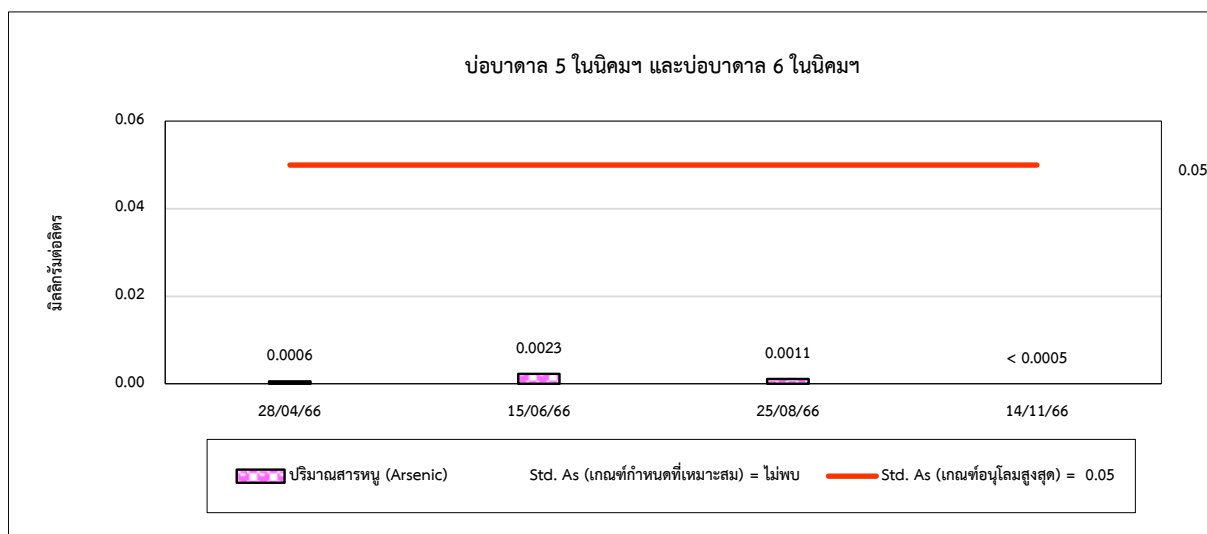 บ่อบาดาล 5 ในนิคมฯ และบ่อบาดาล 6 ในนิคมฯ
มิลลิกรัมต่อลิตร
0.06
0.04
0.02
0.00
0.05
0.0006
0.0023
0.0011
< 0.0005
28/04/66
15/06/66
25/08/66
14/11/66
ปริมาณสารหนู (Arsenic)
Std. As (เกณฑ์กำหนดที่เหมาะสม) = ไม่พบ
Std. As (เกณฑ์อนุโลมสูงสุด) = 0.05